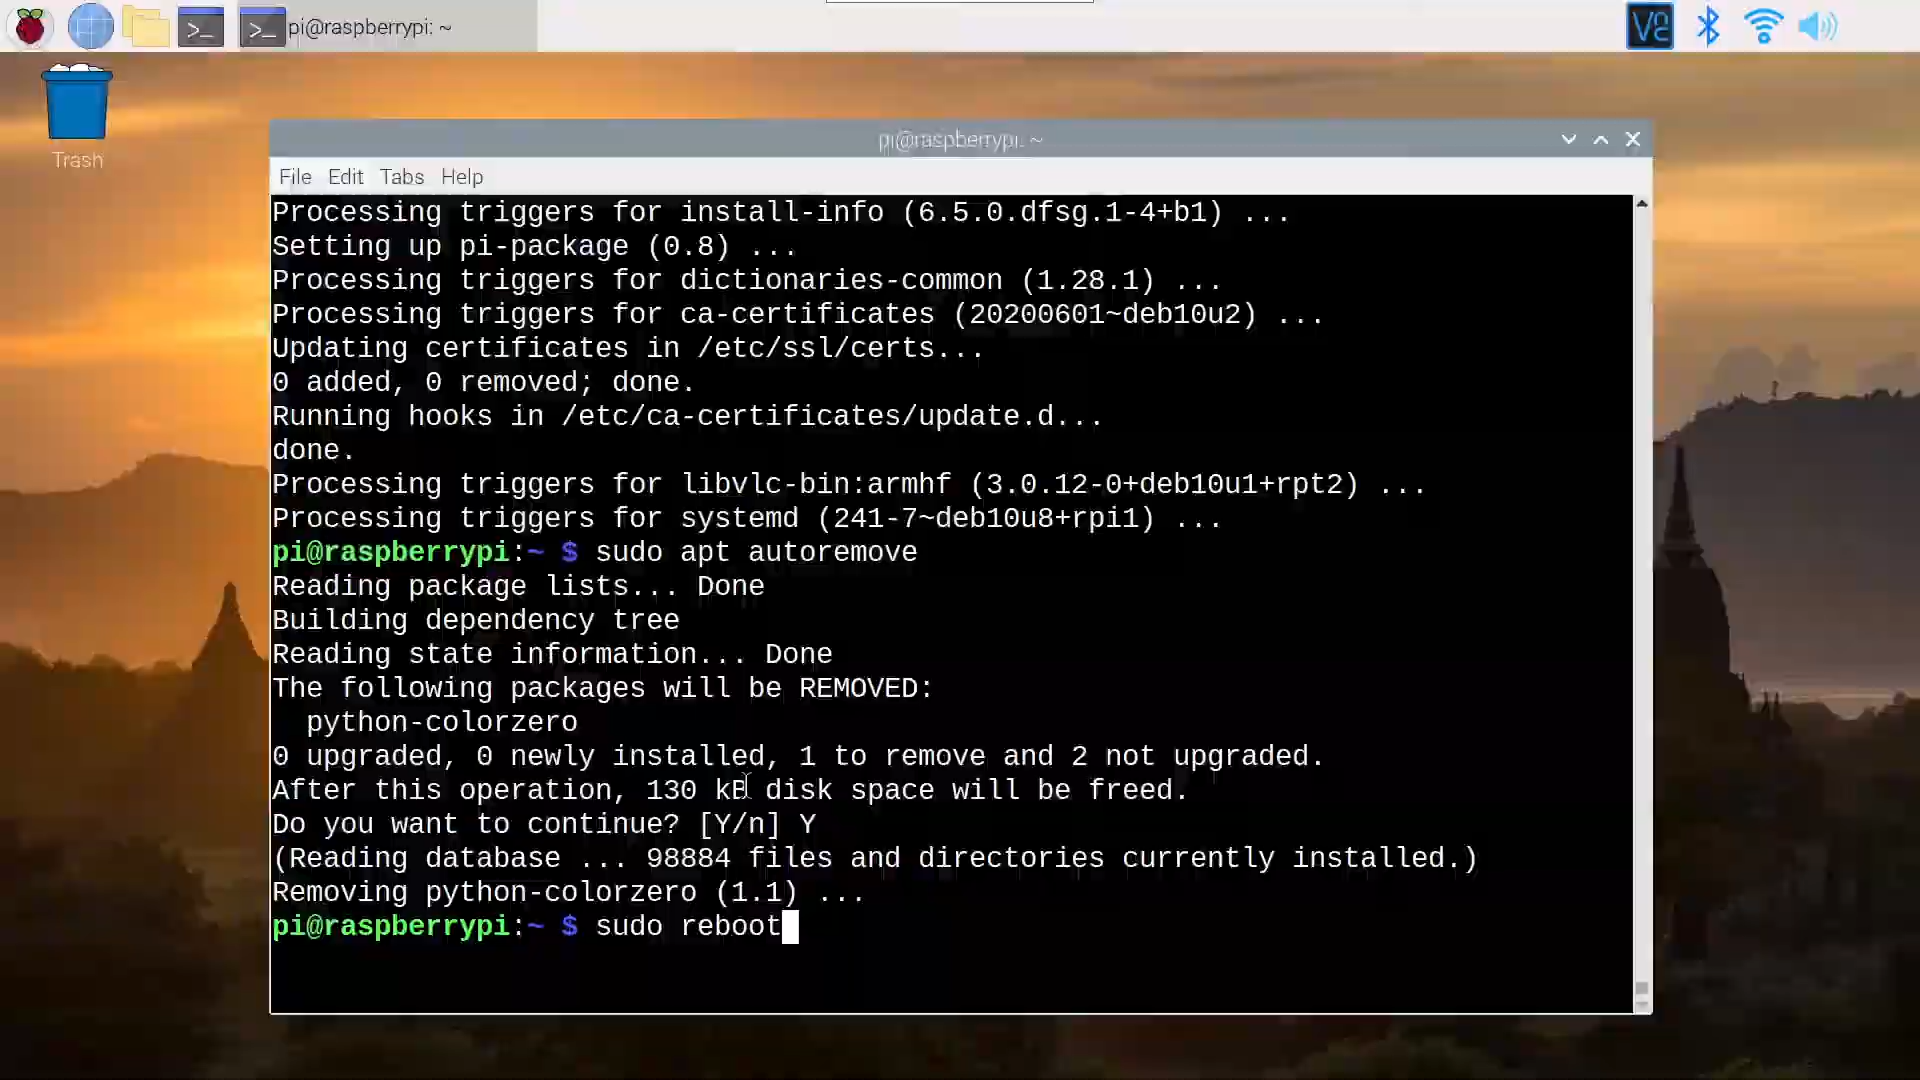 pi@raspberrypi: ~
Trash
pi@raspberrypi: ~
File Edit Tabs Help
Processing triggers for install-info (6.5.0.dfsg.1-4+b1) ...
Setting up pi-package (0.8) ...
Processing triggers for dictionaries-common (1.28.1) ...
Processing triggers for ca-certificates (20200601~deb10u2) ...
Updating certificates in /etc/ssl/certs...
0 added, 0 removed; done.
Running hooks in /etc/ca-certificates/update.d...
done.
Processing triggers for libvlc-bin:armhf (3.0.12-0+deb10u1+rpt2) ...
Processing triggers for systemd (241-7~deb10u8+rpi1) ...
pi@raspberrypi:~ $ sudo apt autoremove
Reading package lists... Done
Building dependency tree
Reading state information... Done
The following packages will be REMOVED:
  python-colorzero
0 upgraded, 0 newly installed, 1 to remove and 2 not upgraded.
After this operation, 130 kB disk space will be freed.
Do you want to continue? [Y/n] Y
(Reading database ... 98884 files and directories currently installed.)
Removing python-colorzero (1.1) ...
pi@raspberrypi:~ $ sudo reboot